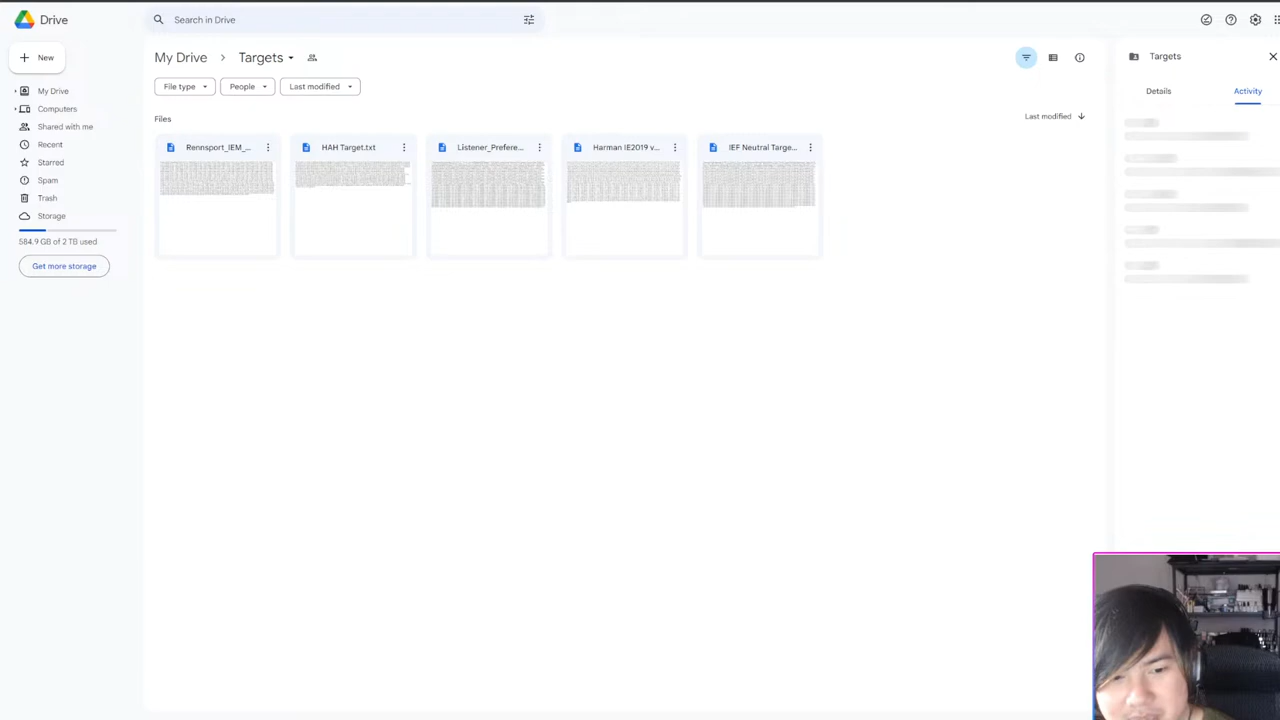 Drive
Search in Drive
New
My Drive
Targets
Targets
File type
People
Last modified
Details
Activity
My Drive
Computers
Shared with me
Recent
Starred
Spam
Trash
Storage
584.9 GB of 2 TB used
Get more storage
Files
Last modified
Rennsport_IEM_...
HAH Target.txt
Listener_Prefere...
Harman IE2019 v...
IEF Neutral Targe...